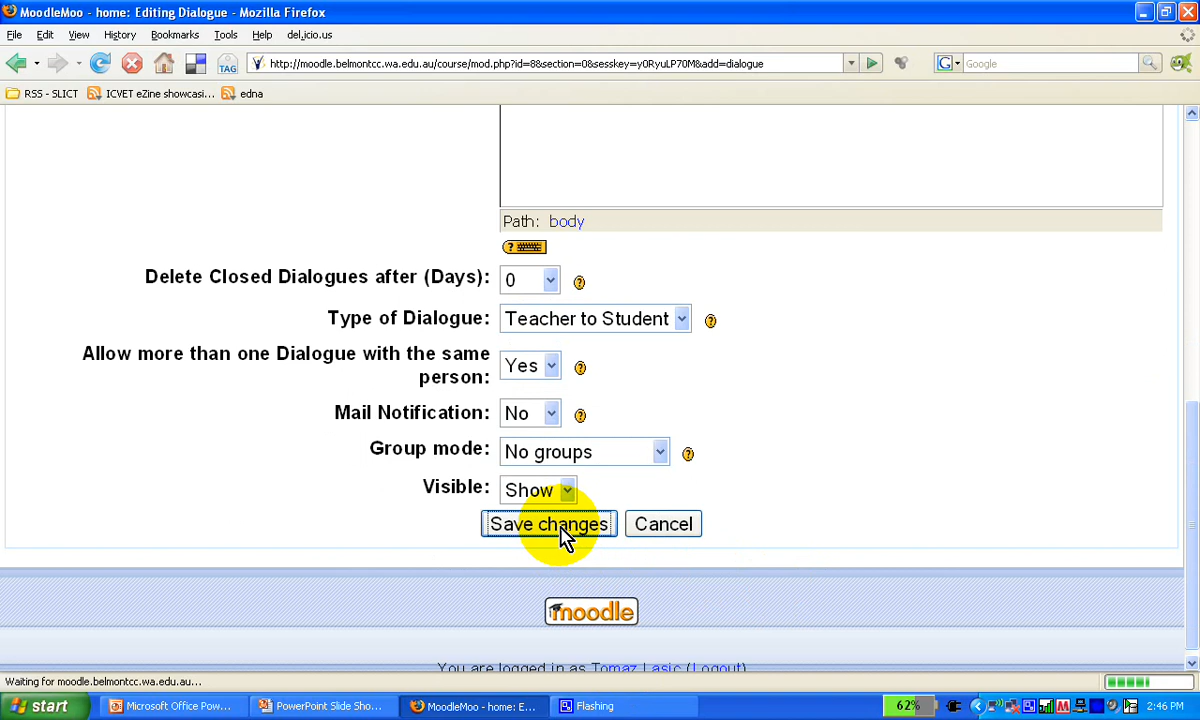 MoodleMoo - home: Editing Dialogue - Mozilla Firefox
File Edit View History Bookmarks Tools Help del.icio.us
TAG http://moodle.belmontcc.wa.edu.au/course/mod.php?id=8&section=0&sesskey=y0RyuLP70M&add=dialogue G Google
RSS - SLICT ICVET eZine showcasi... edna
Path: body
?
Delete Closed Dialogues after (Days): 0 ?
Type of Dialogue: Teacher to Student ?
Allow more than one Dialogue with the same
person: Yes ?
Mail Notification: No ?
Group mode: No groups ?
Visible: Show
Save changes Cancel
moodle
You are logged in as Tomaz Lasic (Logout)
Waiting for moodle.belmontcc.wa.edu.au...
start Microsoft Office Pow... PowerPoint Slide Sho... MoodleMoo - home: E... Flashing 62% 2:46 PM